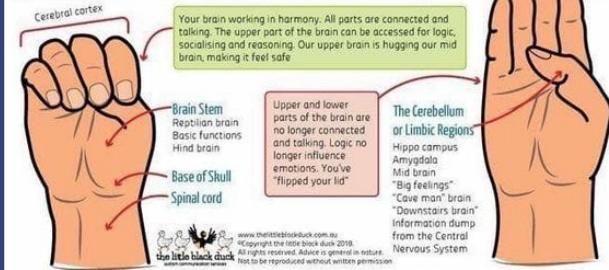 Cerebral cortex
Your brain working in harmony. All parts are connected and
talking. The upper part of the brain can be accessed for logic,
socialising and reasoning. Our upper brain is hugging our mid
brain, making it feel safe
Brain Stem
Reptilian brain
Basic functions
Hind brain
Base of Skull
Spinal cord
Upper and lower
parts of the brain are
no longer connected
and talking. Logic no
longer influence
emotions. You've
"flipped your lid"
The Cerebellum
or Limbic Regions
Hippo campus
Amygdala
Mid brain
"Big feelings"
"Cave man" brain
"Downstairs brain"
Information dump
from the Central
Nervous System
the little black duck
autism communication services
www.thelittleblackduck.com.au
©Copyright the little black duck 2018.
All rights reserved. Advice is general in nature.
Not to be reproduced without written permission